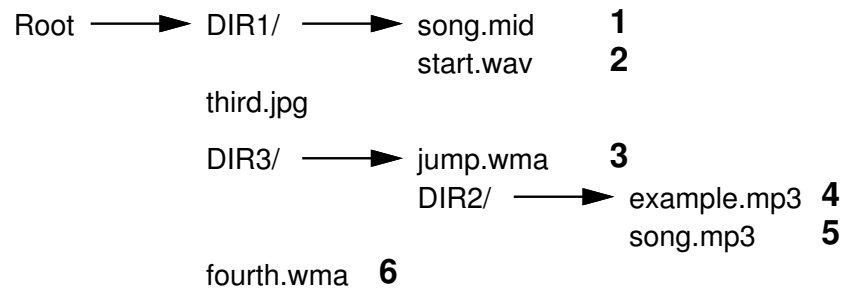 Root DIR1/ song.mid 1
start.wav 2
third.jpg
DIR3/ jump.wma 3
DIR2/ example.mp3 4
song.mp3 5
fourth.wma 6